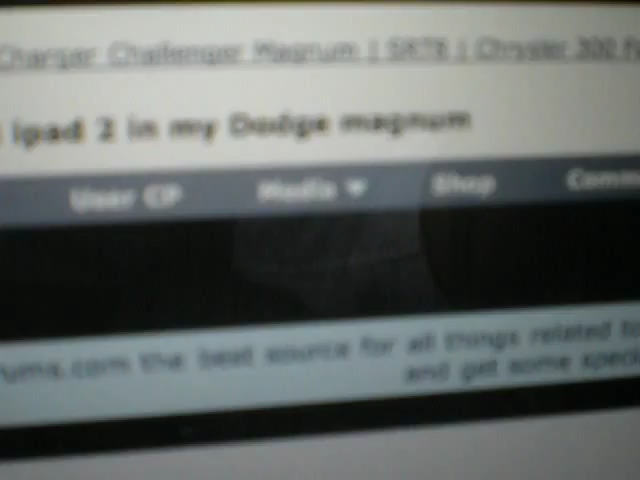 Charger Challenger Magnum | SRT8 | Chrysler 300
ipad 2 in my Dodge magnum
User CP Media Shop
the best source for all things related to
and get some